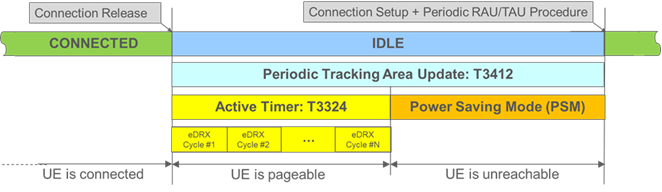 Connection Release
Connection Setup + Periodic RAU/TAU Procedure
CONNECTED
IDLE
Periodic Tracking Area Update: T3412
Active Timer: T3324
Power Saving Mode (PSM)
eDRX
Cycle #1
eDRX
Cycle #2
...
eDRX
Cycle #N
UE is connected
UE is pageable
UE is unreachable